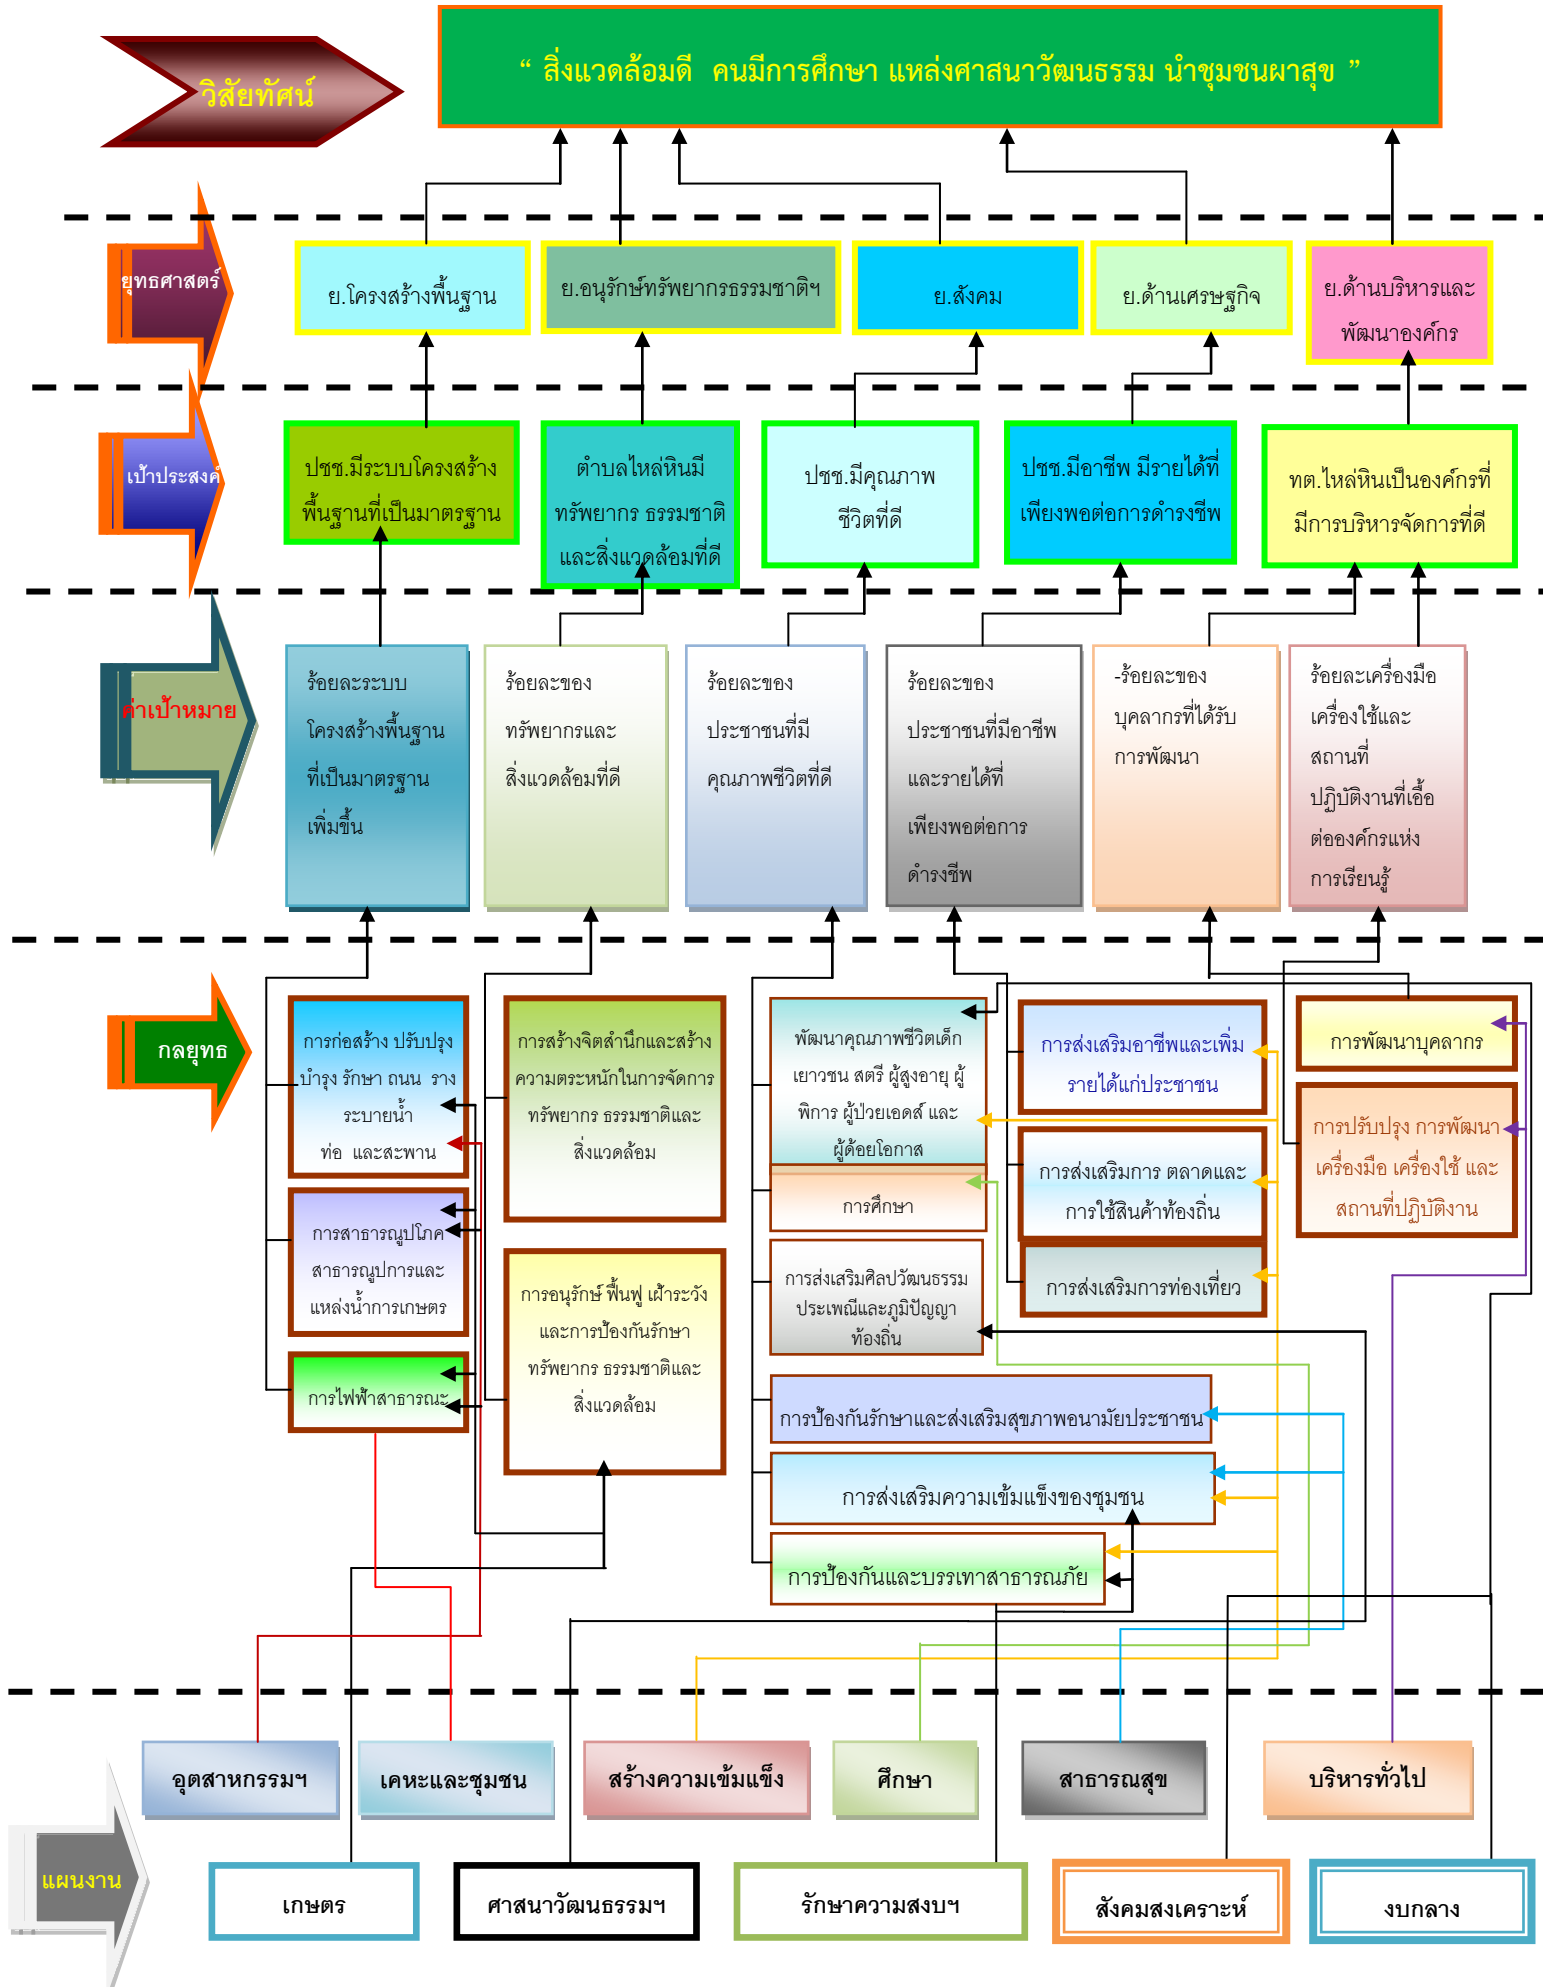 วิสัยทัศน์
“ สิ่งแวดล้อมดี คนมีการศึกษา แหล่งศาสนาวัฒนธรรม นำชุมชนผาสุข ”
ยุทธศาสตร์
ย.โครงสร้างพื้นฐาน
ย.อนุรักษ์ทรัพยากรธรรมชาติฯ
ย.สังคม
ย.ด้านเศรษฐกิจ
ย.ด้านบริหารและ
พัฒนาองค์กร
เป้าประสงค์
ปชช.มีระบบโครงสร้าง
พื้นฐานที่เป็นมาตรฐาน
ตำบลไหล่หินมี
ทรัพยากร ธรรมชาติ
และสิ่งแวดล้อมที่ดี
ปชช.มีคุณภาพ
ชีวิตที่ดี
ปชช.มีอาชีพ มีรายได้ที่
เพียงพอต่อการดำรงชีพ
ทต.ไหล่หินเป็นองค์กรที่
มีการบริหารจัดการที่ดี
ค่าเป้าหมาย
ร้อยละระบบ
โครงสร้างพื้นฐาน
ที่เป็นมาตรฐาน
เพิ่มขึ้น
ร้อยละของ
ทรัพยากรและ
สิ่งแวดล้อมที่ดี
ร้อยละของ
ประชาชนที่มี
คุณภาพชีวิตที่ดี
ร้อยละของ
ประชาชนที่มีอาชีพ
และรายได้ที่
เพียงพอต่อการ
ดำรงชีพ
-ร้อยละของ
บุคลากรที่ได้รับ
การพัฒนา
ร้อยละเครื่องมือ
เครื่องใช้และ
สถานที่
ปฏิบัติงานที่เอื้อ
ต่อองค์กรแห่ง
การเรียนรู้
กลยุทธ
การก่อสร้าง ปรับปรุง
บำรุง รักษา ถนน ราง
ระบายน้ำ
ท่อ และสะพาน
การสาธารณูปโภค
สาธารณูปการและ
แหล่งน้ำการเกษตร
การไฟฟ้าสาธารณะ
การสร้างจิตสำนึกและสร้าง
ความตระหนักในการจัดการ
ทรัพยากร ธรรมชาติและ
สิ่งแวดล้อม
การอนุรักษ์ ฟื้นฟู เฝ้าระวัง
และการป้องกันรักษา
ทรัพยากร ธรรมชาติและ
สิ่งแวดล้อม
พัฒนาคุณภาพชีวิตเด็ก
เยาวชน สตรี ผู้สูงอายุ ผู้
พิการ ผู้ป่วยเอดส์ และ
ผู้ด้อยโอกาส
การศึกษา
การส่งเสริมศิลปวัฒนธรรม
ประเพณีและภูมิปัญญา
ท้องถิ่น
การป้องกันรักษาและส่งเสริมสุขภาพอนามัยประชาชน
การส่งเสริมความเข้มแข็งของชุมชน
การป้องกันและบรรเทาสาธารณภัย
การส่งเสริมอาชีพและเพิ่ม
รายได้แก่ประชาชน
การส่งเสริมการ ตลาดและ
การใช้สินค้าท้องถิ่น
การส่งเสริมการท่องเที่ยว
การพัฒนาบุคลากร
การปรับปรุง การพัฒนา
เครื่องมือ เครื่องใช้ และ
สถานที่ปฏิบัติงาน
แผนงาน
อุตสาหกรรมฯ
เคหะและชุมชน
สร้างความเข้มแข็ง
ศึกษา
สาธารณสุข
บริหารทั่วไป
เกษตร
ศาสนาวัฒนธรรมฯ
รักษาความสงบฯ
สังคมสงเคราะห์
งบกลาง